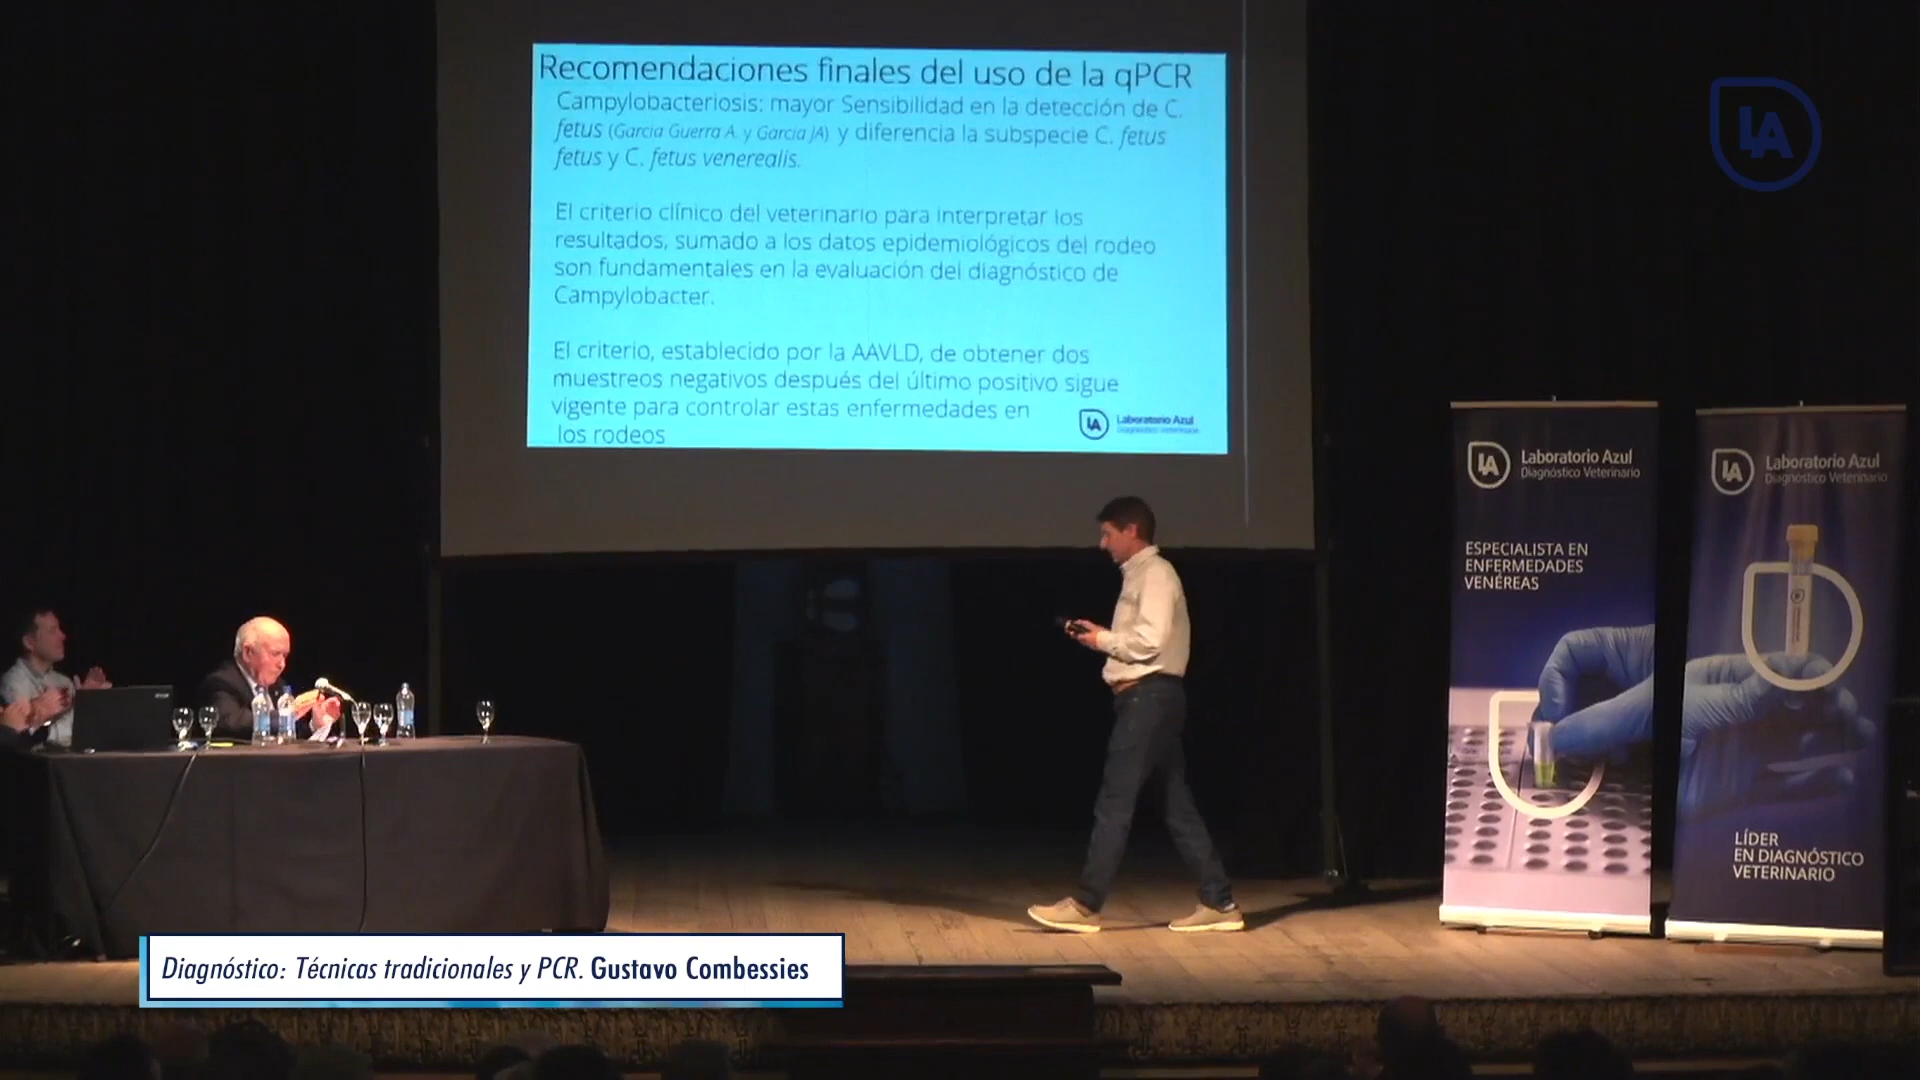 Recomendaciones finales del uso de la qPCR
Campylobacteriosis: mayor Sensibilidad en la detección de C.
fetus (Garcia Guerra A. y Garcia JA) y diferencia la subspecie C. fetus
fetus y C. fetus venerealis.
El criterio clínico del veterinario para interpretar los
resultados, sumado a los datos epidemiológicos del rodeo
son fundamentales en la evaluación del diagnóstico de
Campylobacter.
El criterio, establecido por la AAVLD, de obtener dos
muestreos negativos después del último positivo sigue
vigente para controlar estas enfermedades en
los rodeos
LA
Laboratorio Azul
Diagnóstico Veterinario
LA
LA
Laboratorio Azul
Diagnóstico Veterinario
ESPECIALISTA EN
ENFERMEDADES
VENÉREAS
LA
Laboratorio Azul
Diagnóstico Veterinario
LÍDER
EN DIAGNÓSTICO
VETERINARIO
Diagnóstico: Técnicas tradicionales y PCR. Gustavo Combessies